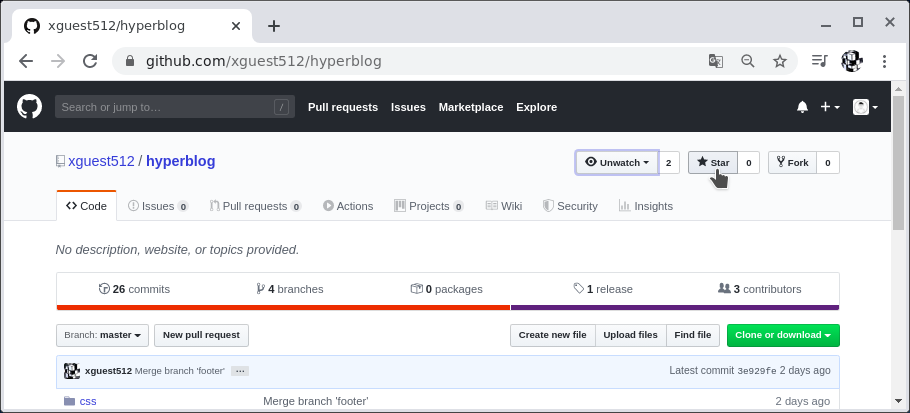 xguest512/hyperblog
github.com/xguest512/hyperblog
Search or jump to… / Pull requests Issues Marketplace Explore
xguest512 / hyperblog Unwatch 2 Star 0 Fork 0
Code Issues 0 Pull requests 0 Actions Projects 0 Wiki Security Insights
No description, website, or topics provided.
26 commits 4 branches 0 packages 1 release 3 contributors
Branch: master New pull request Create new file Upload files Find file Clone or download
xguest512 Merge branch 'footer' … Latest commit 3e929fe 2 days ago
css Merge branch 'footer' 2 days ago